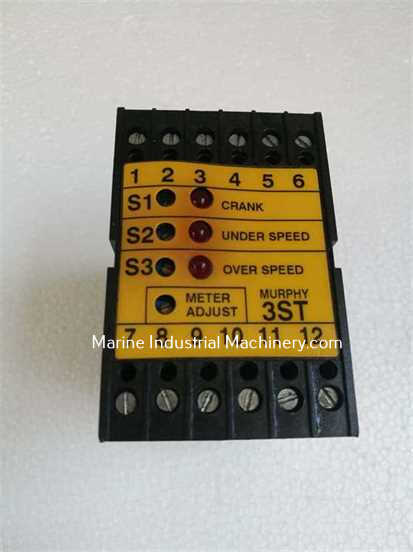 1 2 3 4 5 6
S1 CRANK
S2 UNDER SPEED
S3 OVER SPEED
METER ADJUST
MURPHY 3ST
Marine Industrial Machinery.com
7 8 9 10 11 12